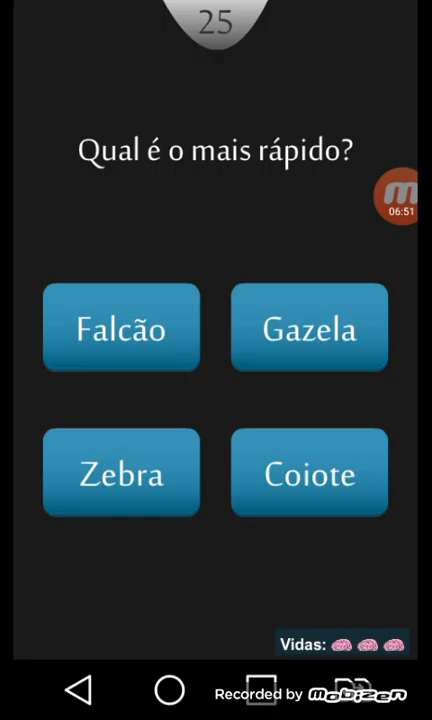 25
Qual é o mais rápido?
06:51
Falcão
Gazela
Zebra
Coiote
Vidas:
Recorded by mobizen